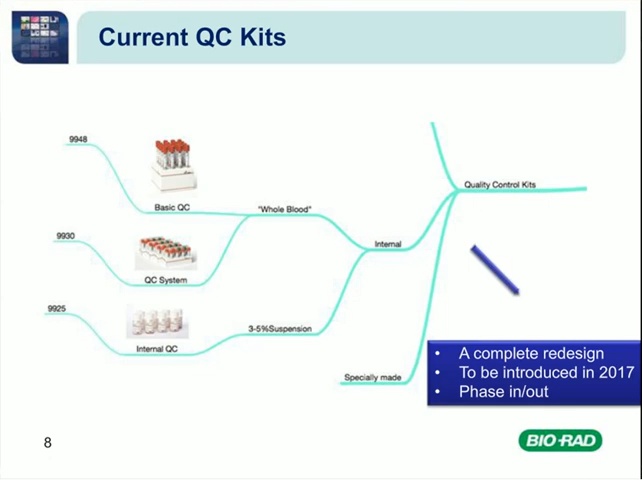 Current QC Kits
9948
Basic QC
"Whole Blood"
Quality Control Kits
9930
Internal
QC System
9925
3-5%Suspension
Internal QC
Specially made
• A complete redesign
• To be introduced in 2017
• Phase in/out
8
BIO-RAD